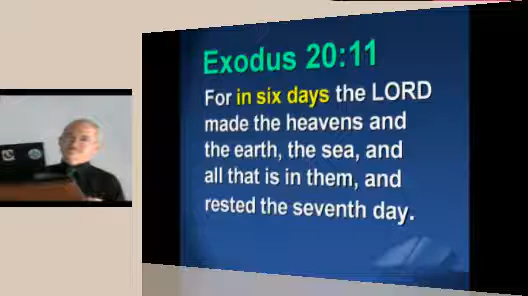 Exodus 20:11
For in six days the LORD
made the heavens and
the earth, the sea, and
all that is in them, and
rested the seventh day.